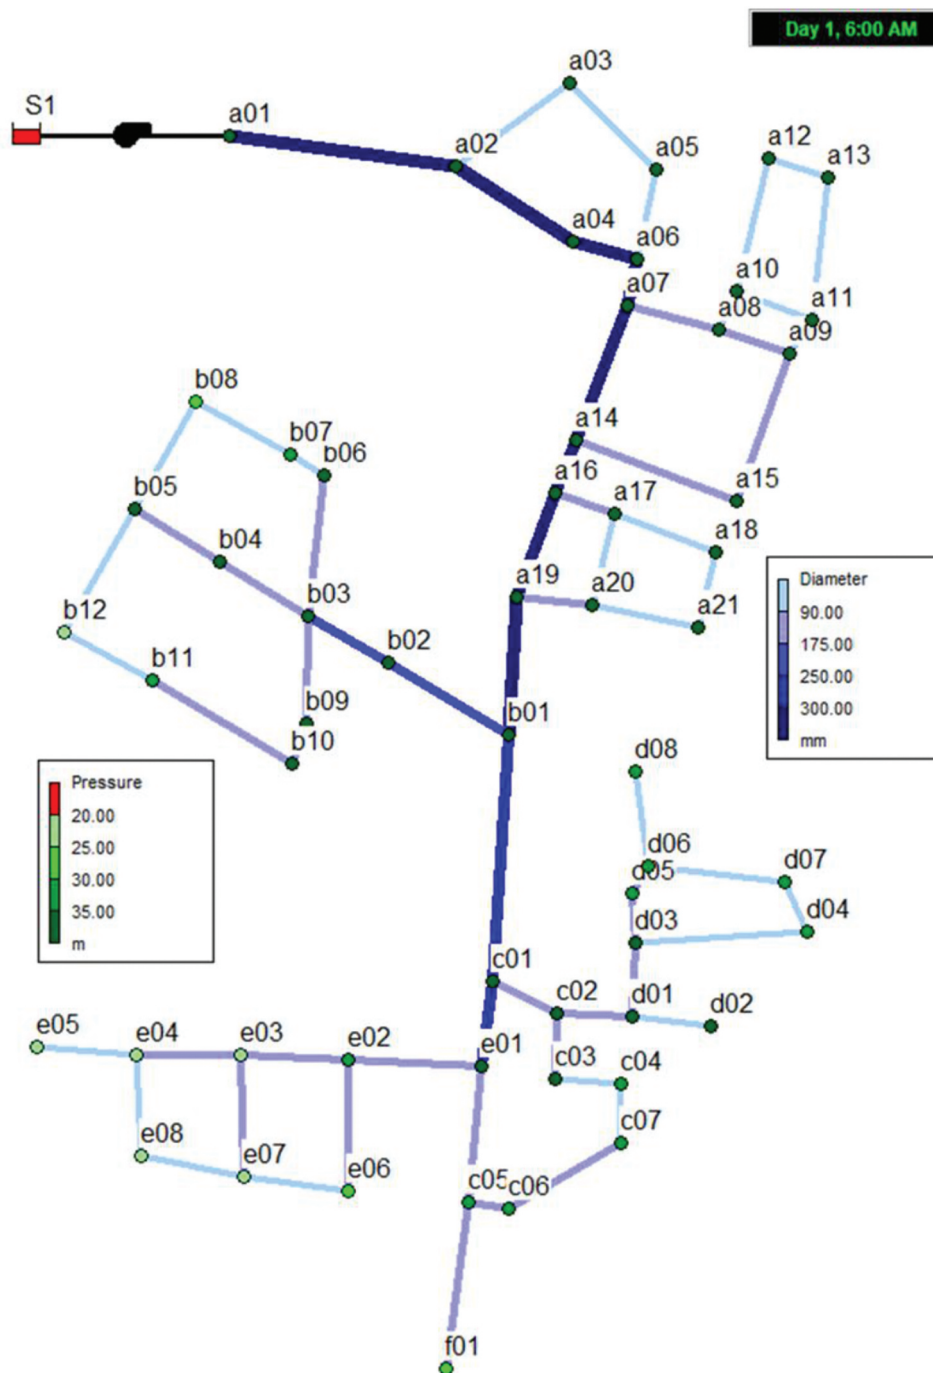 Day 1, 6:00 AM
S1
a01
a02
a03
a04
a05
a06
a07
a08
a09
a10
a11
a12
a13
a14
a15
a16
a17
a18
a19
a20
a21
b01
b02
b03
b04
b05
b06
b07
b08
b09
b10
b11
b12
Diameter
90.00
175.00
250.00
300.00
mm
Pressure
20.00
25.00
30.00
35.00
m
c01
c02
c03
c04
c05
c06
c07
d01
d02
d03
d04
d05
d06
d07
d08
e01
e02
e03
e04
e05
e06
e07
e08
f01